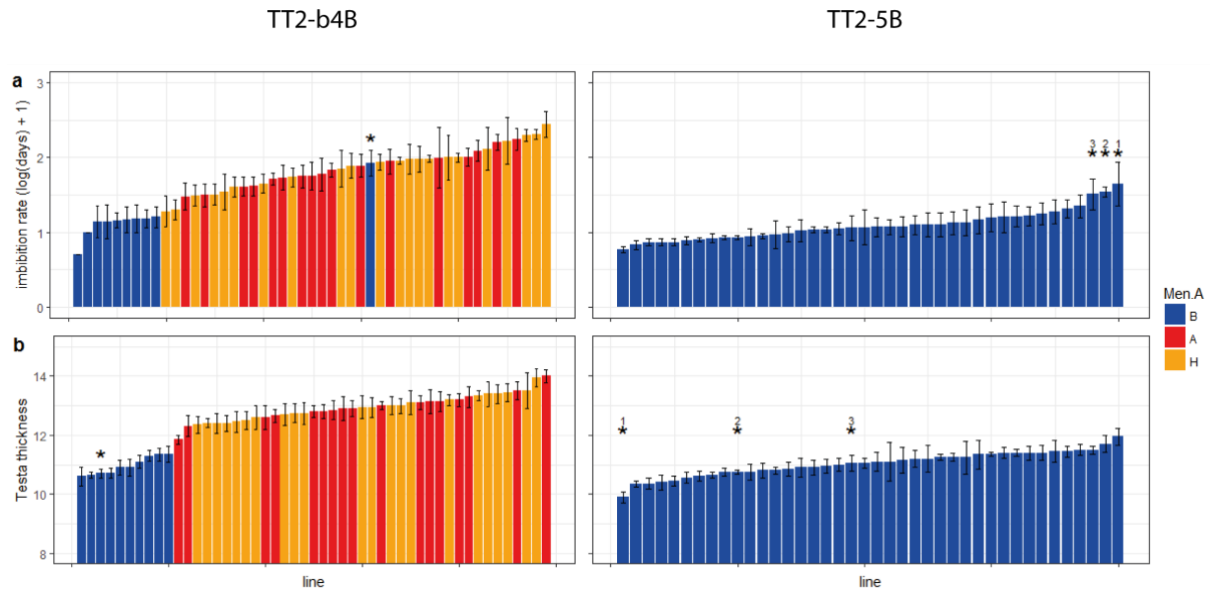 TT2-b4B
TT2-5B
a
imbibition rate (log(days) + 1)
3
2
1
0
*
3 2 1
* * *
Men.A
B
A
H
b
Testa thickness
14
12
10
8
*
1 2 3
* * *
line
line